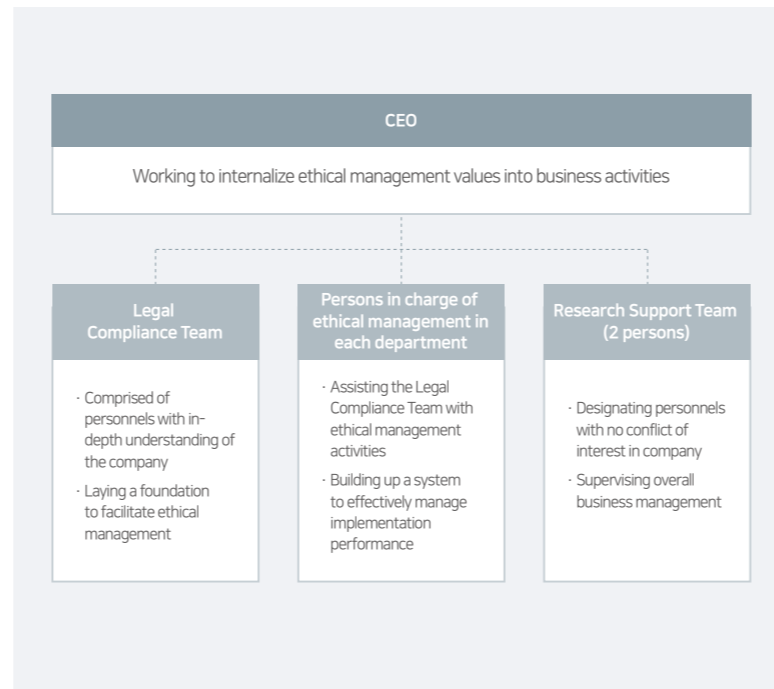 CEO
Working to internalize ethical management values into business activities
Legal
Compliance Team
· Comprised of
personnels with in-
depth understanding of
the company
· Laying a foundation
to facilitate ethical
management
Persons in charge of
ethical management in
each department
· Assisting the Legal
Compliance Team with
ethical management
activities
· Building up a system
to effectively manage
implementation
performance
Research Support Team
(2 persons)
· Designating personnels
with no conflict of
interest in company
· Supervising overall
business management